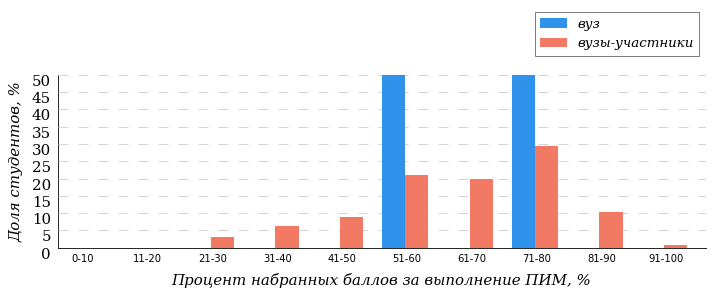 вуз
вузы-участники
Доля студентов, %
50
45
40
35
30
25
20
15
10
5
0
0-10 11-20 21-30 31-40 41-50 51-60 61-70 71-80 81-90 91-100
Процент набранных баллов за выполнение ПИМ, %